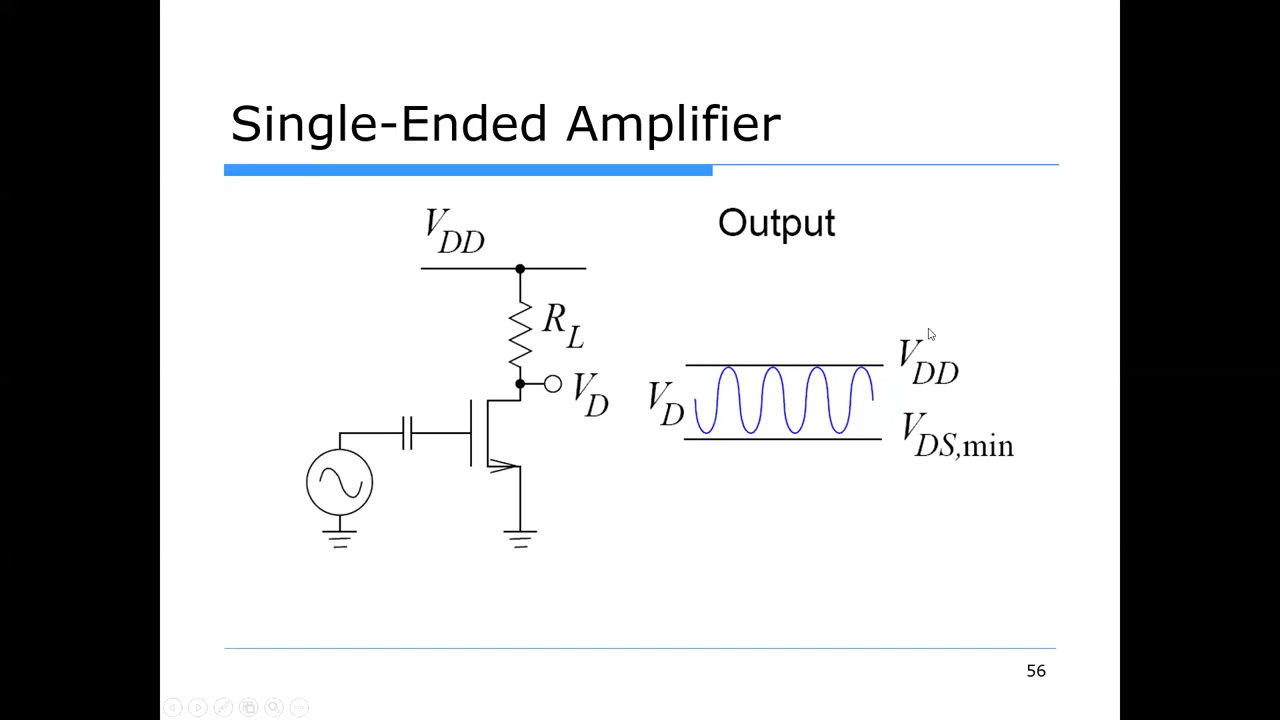 Single-Ended Amplifier
V_DD
Output
R_L
V_D
V_D
V_DD
V_DS,min
56